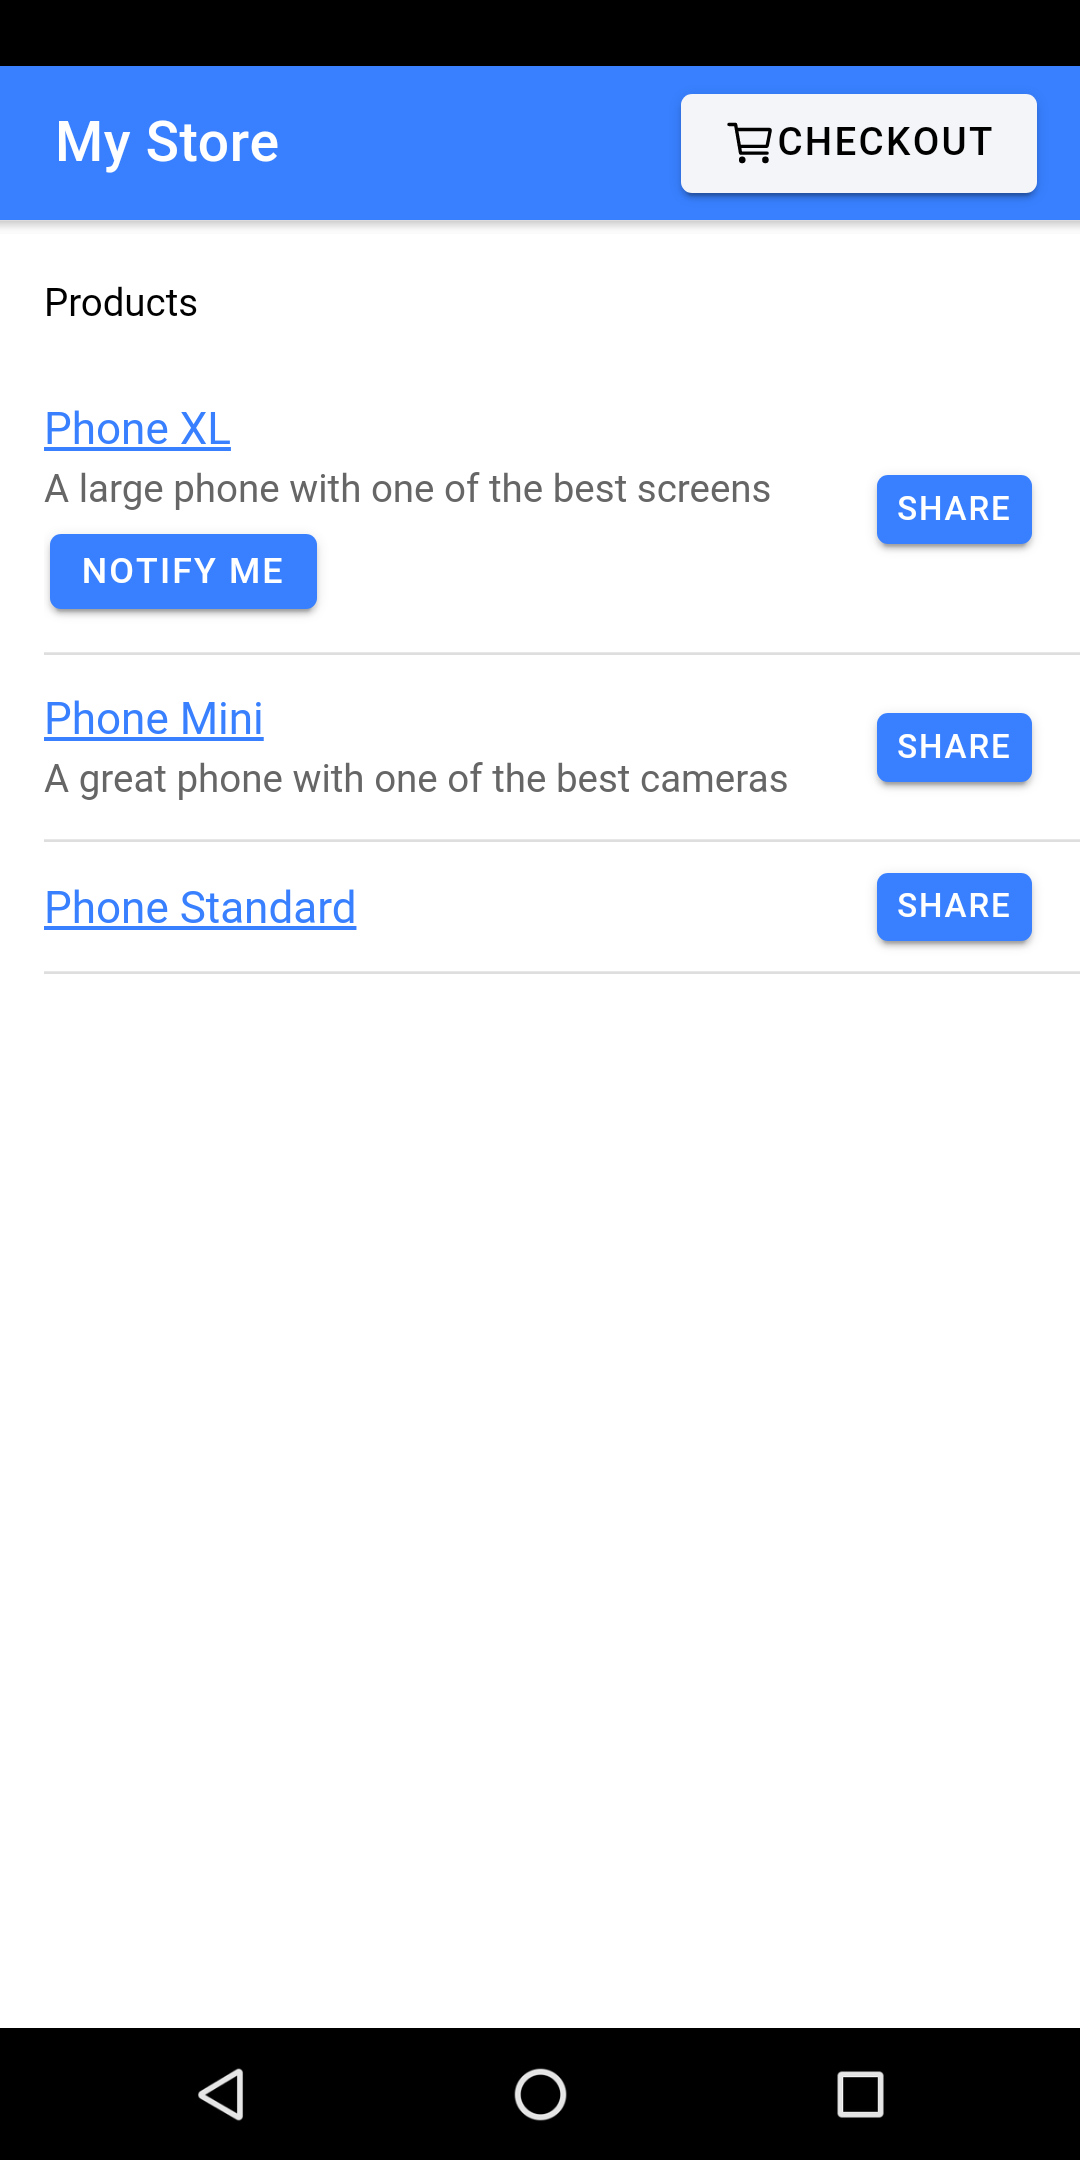 My Store
CHECKOUT
Products
Phone XL
A large phone with one of the best screens
SHARE
NOTIFY ME
Phone Mini
A great phone with one of the best cameras
SHARE
Phone Standard
SHARE